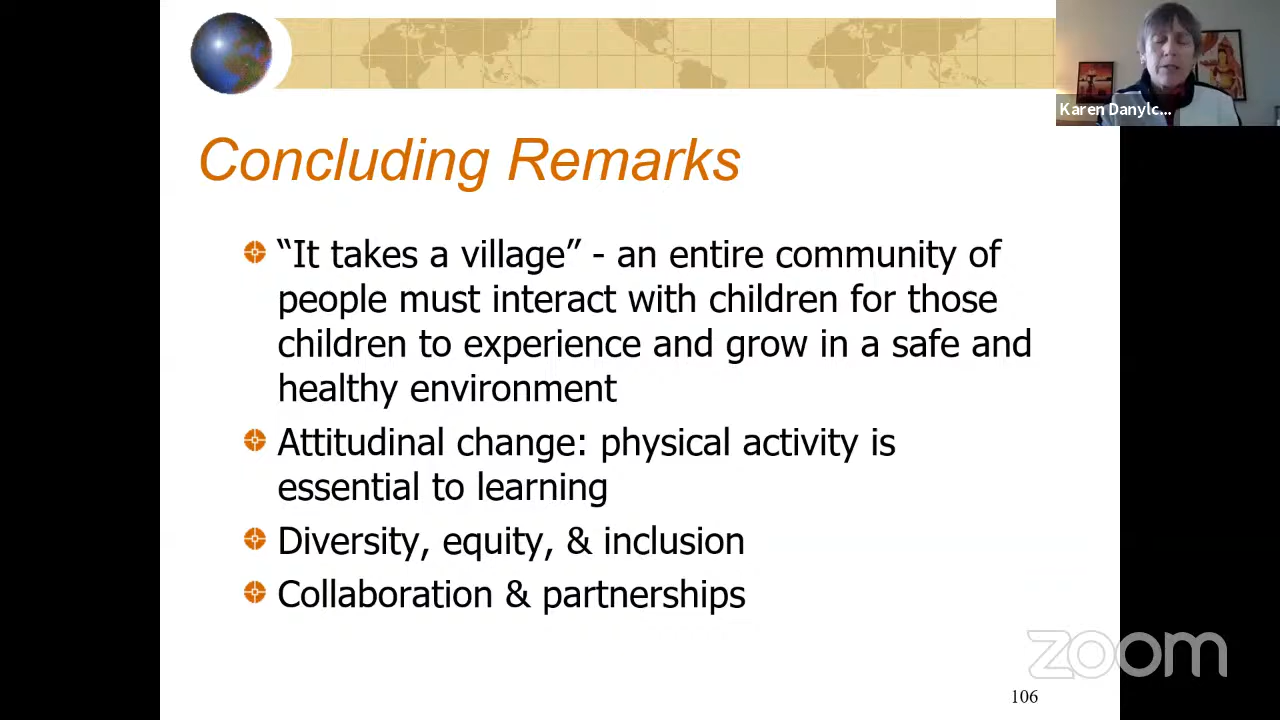 Karen Danylc...
Concluding Remarks
“It takes a village” - an entire community of
people must interact with children for those
children to experience and grow in a safe and
healthy environment
Attitudinal change: physical activity is
essential to learning
Diversity, equity, & inclusion
Collaboration & partnerships
zoom
106